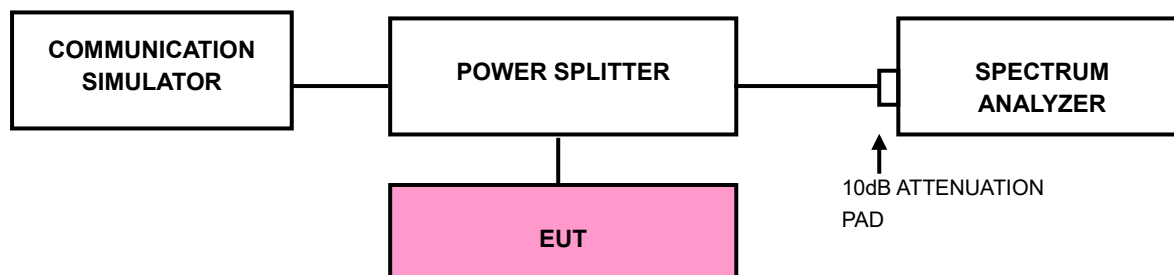 COMMUNICATION
SIMULATOR
POWER SPLITTER
SPECTRUM
ANALYZER
10dB ATTENUATION
PAD
EUT